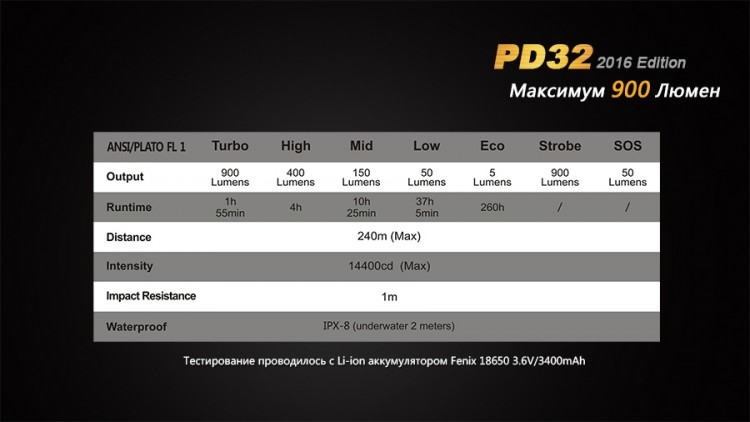 PD32 2016 Edition
Максимум 900 Люмен
ANSI/PLATO FL 1 Turbo High Mid Low Eco Strobe SOS
Output 900 Lumens 400 Lumens 150 Lumens 50 Lumens 5 Lumens 900 Lumens 50 Lumens
Runtime 1h 55min 4h 10h 25min 37h 5min 260h / /
Distance 240m (Max)
Intensity 14400cd (Max)
Impact Resistance 1m
Waterproof IPX-8 (underwater 2 meters)
Тестирование проводилось с Li-ion аккумулятором Fenix 18650 3.6V/3400mAh